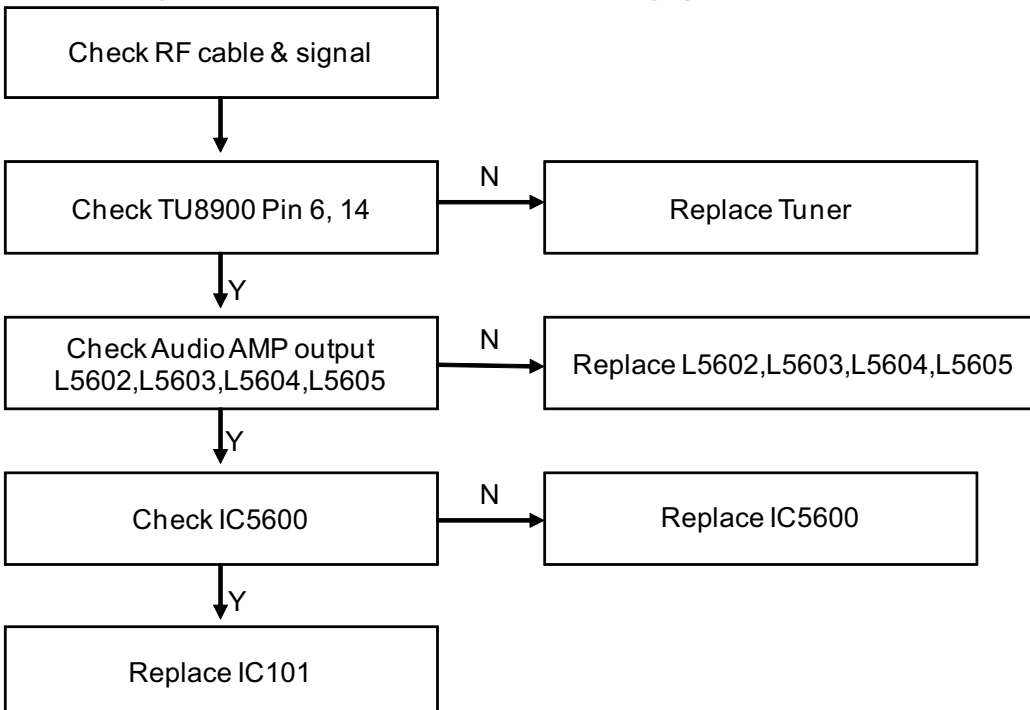 Check RF cable & signal
Check TU8900 Pin 6, 14
N
Replace Tuner
Y
Check Audio AMP output
L5602,L5603,L5604,L5605
N
Replace L5602,L5603,L5604,L5605
Y
Check IC5600
N
Replace IC5600
Y
Replace IC101